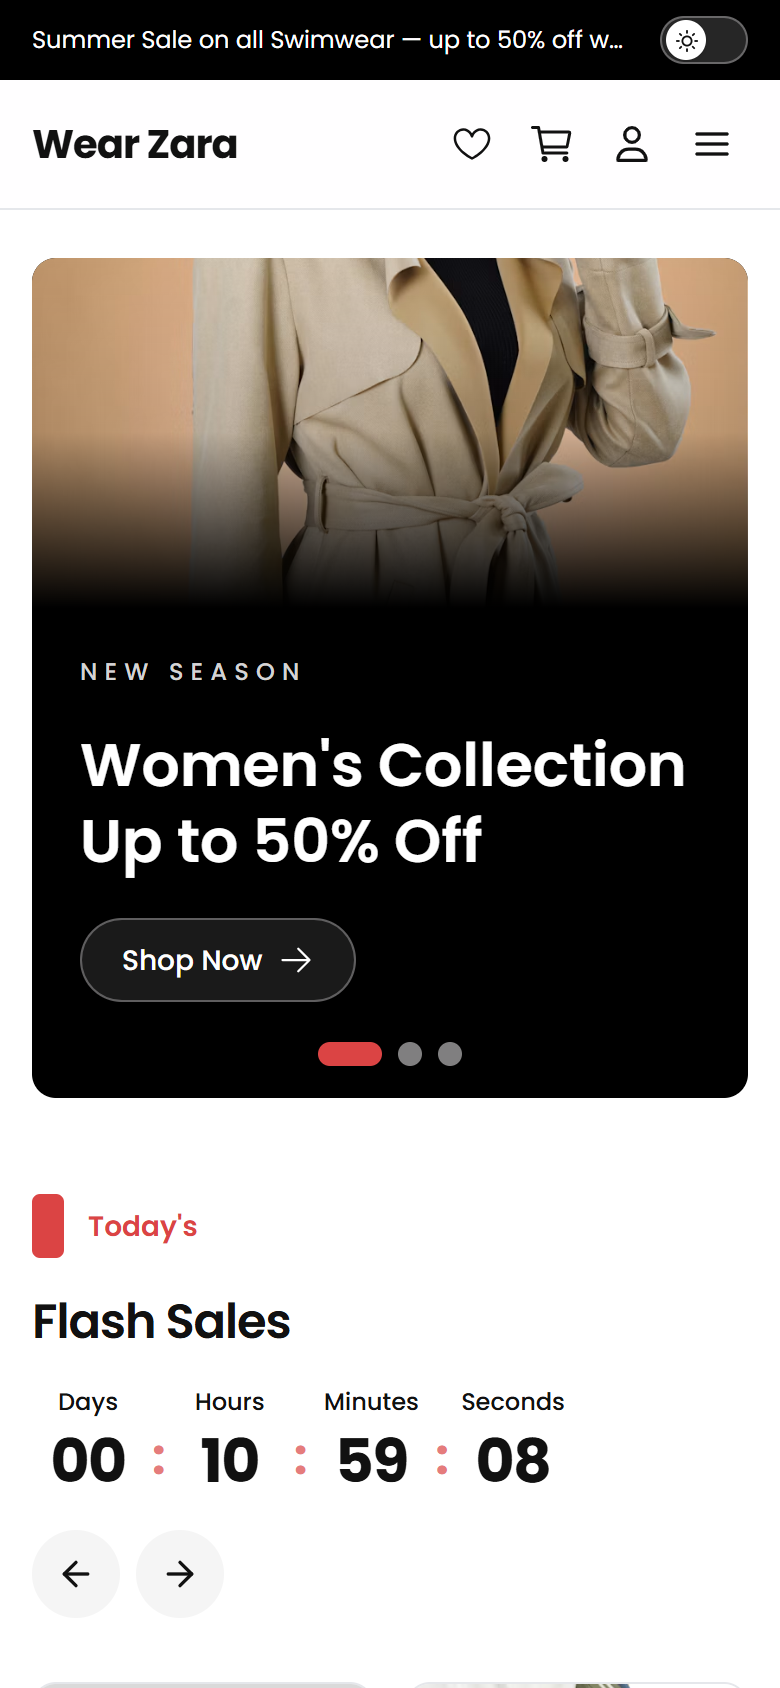 Summer Sale on all Swimwear — up to 50% off w...
Wear Zara
NEW SEASON
Women's Collection
Up to 50% Off
Shop Now
Today's
Flash Sales
Days Hours Minutes Seconds
00 : 10 : 59 : 08